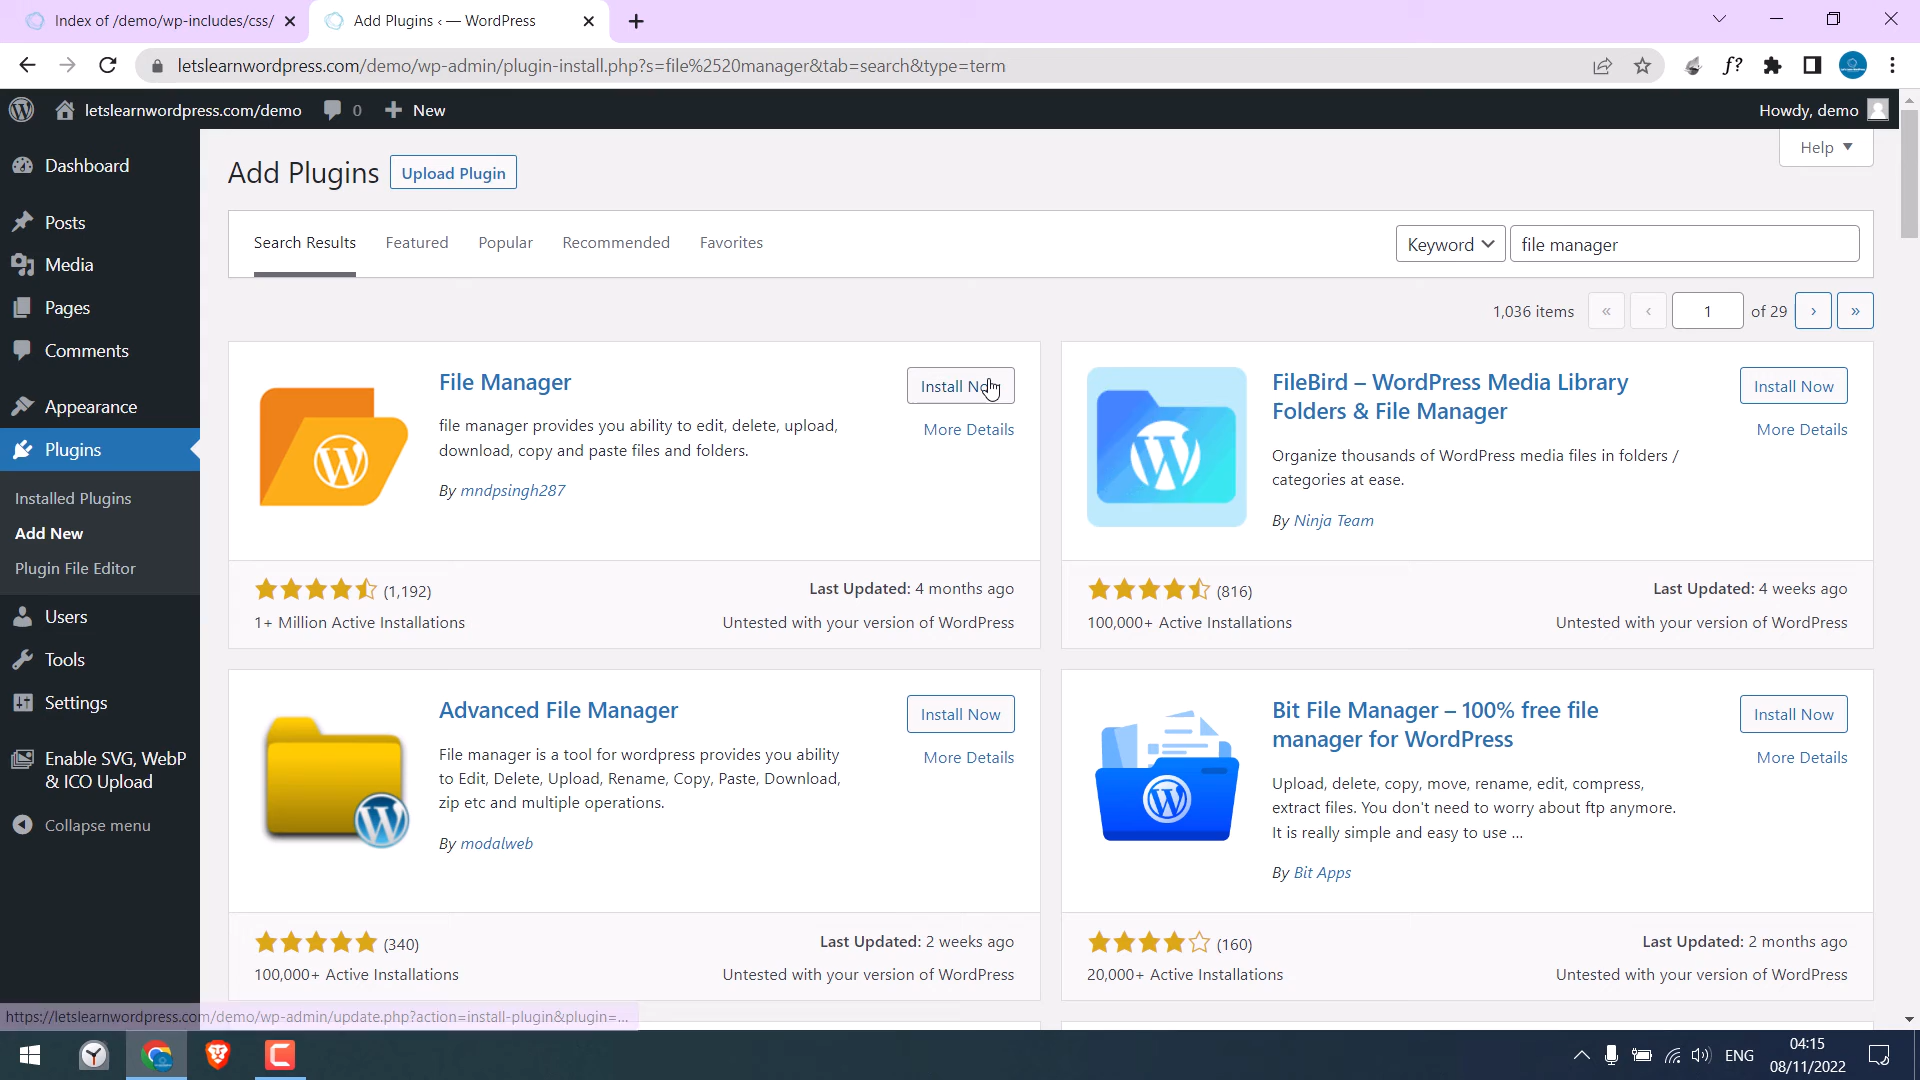 Index of /demo/wp-includes/css/
Add Plugins ‹ — WordPress
letslearnwordpress.com/demo/wp-admin/plugin-install.php?s=file%2520manager&tab=search&type=term
f?
letslearnwordpress.com/demo
0
New
Howdy, demo
Dashboard
Posts
Media
Pages
Comments
Appearance
Plugins
Installed Plugins
Add New
Plugin File Editor
Users
Tools
Settings
Enable SVG, WebP
& ICO Upload
Collapse menu
Help
Add Plugins
Upload Plugin
Search Results
Featured
Popular
Recommended
Favorites
Keyword
file manager
1,036 items
«
‹
1
of 29
›
»
File Manager
Install Now
More Details
file manager provides you ability to edit, delete, upload,
download, copy and paste files and folders.
By mndpsingh287
(1,192)
Last Updated: 4 months ago
1+ Million Active Installations
Untested with your version of WordPress
FileBird – WordPress Media Library
Folders & File Manager
Install Now
More Details
Organize thousands of WordPress media files in folders /
categories at ease.
By Ninja Team
(816)
Last Updated: 4 weeks ago
100,000+ Active Installations
Untested with your version of WordPress
Advanced File Manager
Install Now
More Details
File manager is a tool for wordpress provides you ability
to Edit, Delete, Upload, Rename, Copy, Paste, Download,
zip etc and multiple operations.
By modalweb
(340)
Last Updated: 2 weeks ago
100,000+ Active Installations
Untested with your version of WordPress
Bit File Manager – 100% free file
manager for WordPress
Install Now
More Details
Upload, delete, copy, move, rename, edit, compress,
extract files. You don't need to worry about ftp anymore.
It is really simple and easy to use ...
By Bit Apps
(160)
Last Updated: 2 months ago
20,000+ Active Installations
Untested with your version of WordPress
https://letslearnwordpress.com/demo/wp-admin/update.php?action=install-plugin&plugin=...
ENG
04:15
08/11/2022